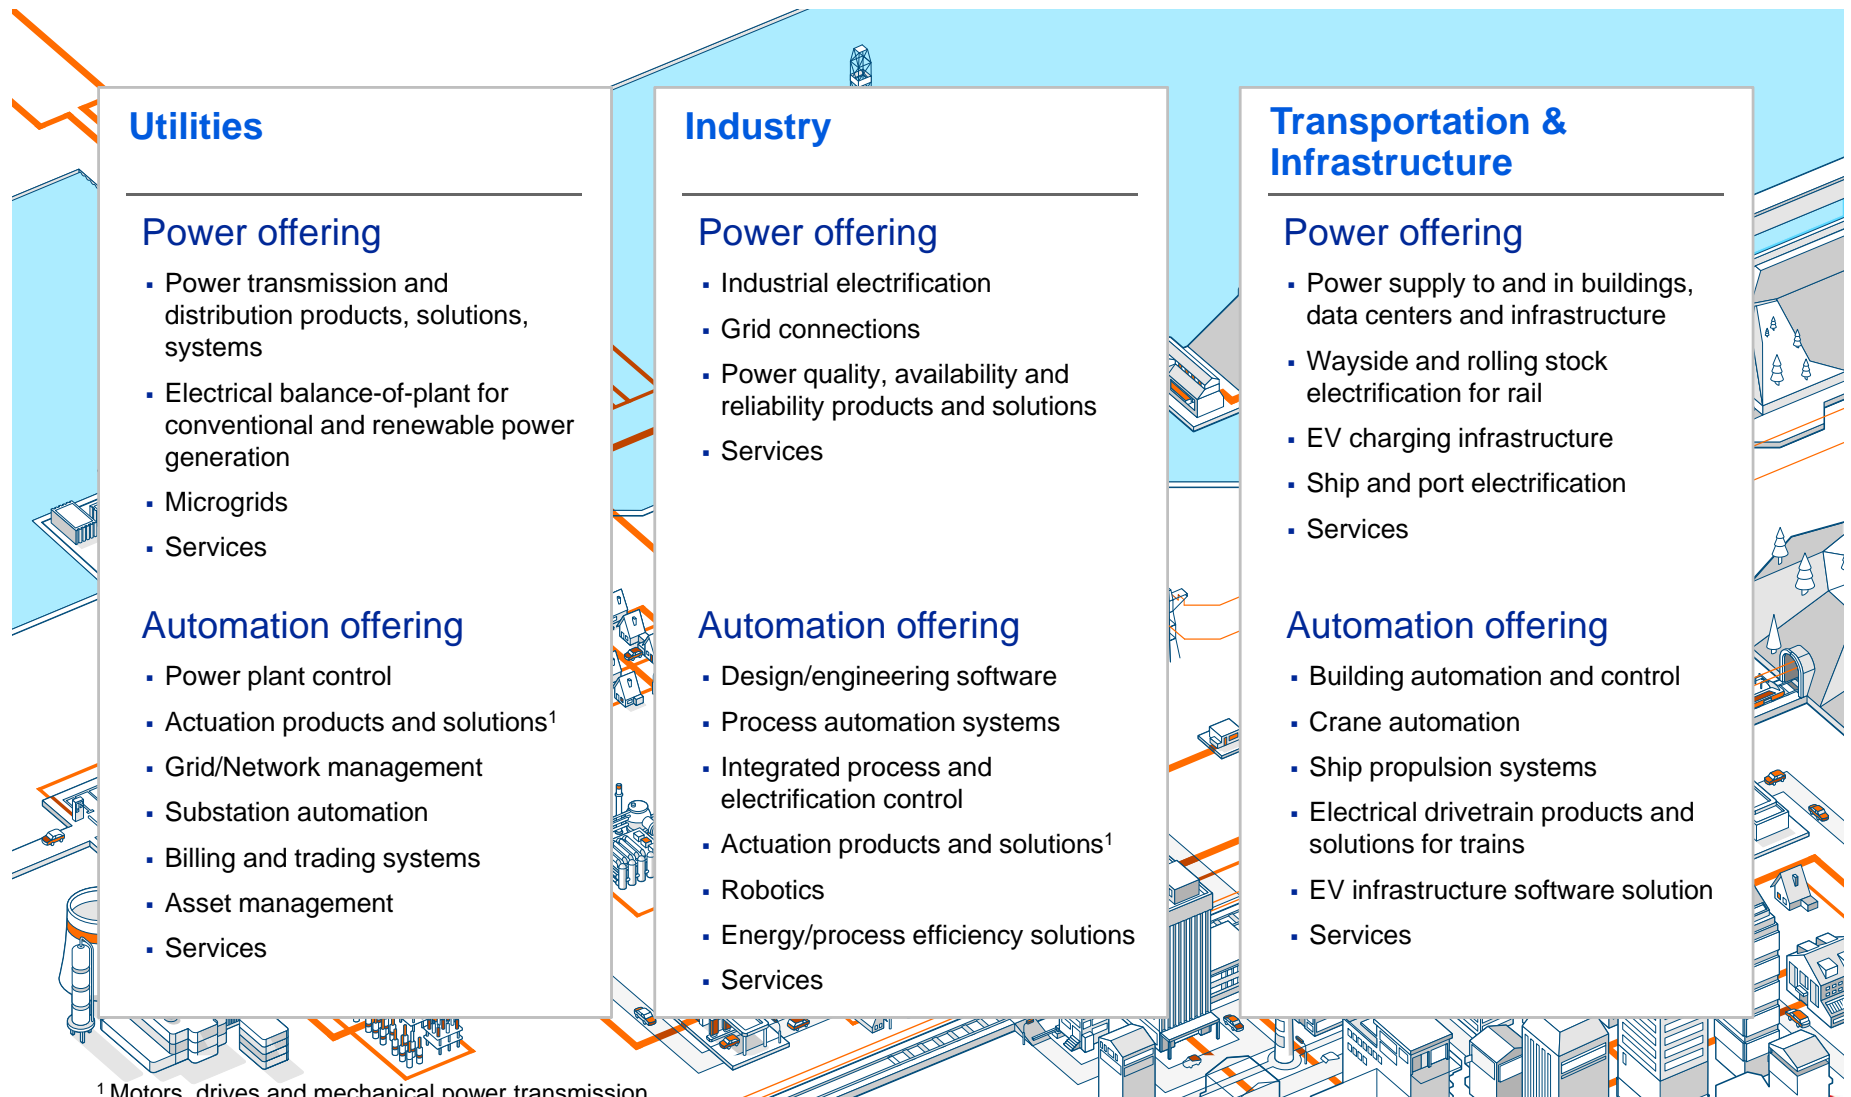 Utilities
Power offering
▪ Power transmission and
distribution products, solutions,
systems
▪ Electrical balance-of-plant for
conventional and renewable power
generation
▪ Microgrids
▪ Services
Automation offering
▪ Power plant control
▪ Actuation products and solutions¹
▪ Grid/Network management
▪ Substation automation
▪ Billing and trading systems
▪ Asset management
▪ Services
Industry
Power offering
▪ Industrial electrification
▪ Grid connections
▪ Power quality, availability and
reliability products and solutions
▪ Services
Automation offering
▪ Design/engineering software
▪ Process automation systems
▪ Integrated process and
electrification control
▪ Actuation products and solutions¹
▪ Robotics
▪ Energy/process efficiency solutions
▪ Services
Transportation &
Infrastructure
Power offering
▪ Power supply to and in buildings,
data centers and infrastructure
▪ Wayside and rolling stock
electrification for rail
▪ EV charging infrastructure
▪ Ship and port electrification
▪ Services
Automation offering
▪ Building automation and control
▪ Crane automation
▪ Ship propulsion systems
▪ Electrical drivetrain products and
solutions for trains
▪ EV infrastructure software solution
▪ Services
¹ Motors, drives and mechanical power transmission